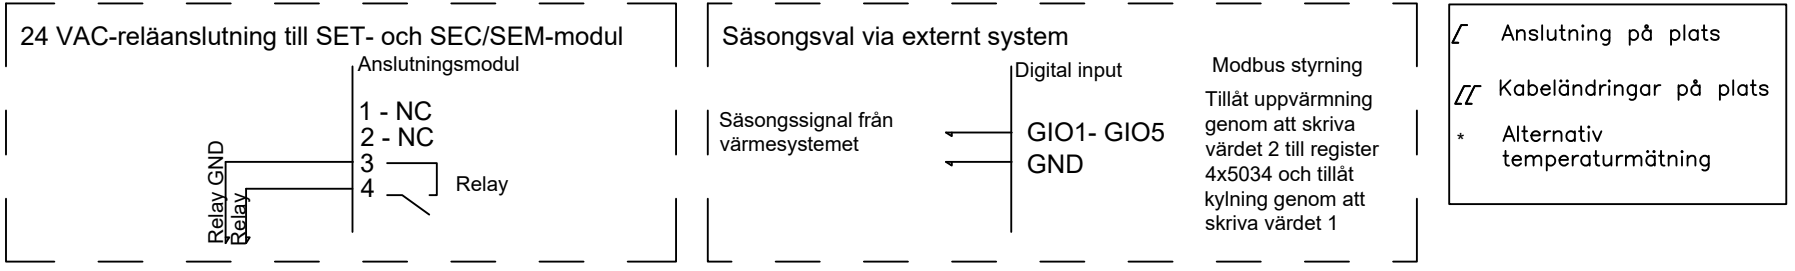 24 VAC-reläanslutning till SET- och SEC/SEM-modul
Anslutningsmodul
1 - NC
2 - NC
3
4
Relay
Relay GND
Relay
Säsongsval via externt system
Digital input
Säsongssignal från
värmesystemet
GIO1- GIO5
GND
Modbus styrning
Tillåt uppvärmning
genom att skriva
värdet 2 till register
4x5034 och tillåt
kylning genom att
skriva värdet 1
Anslutning på plats
Kabeländringar på plats
* Alternativ
temperaturmätning